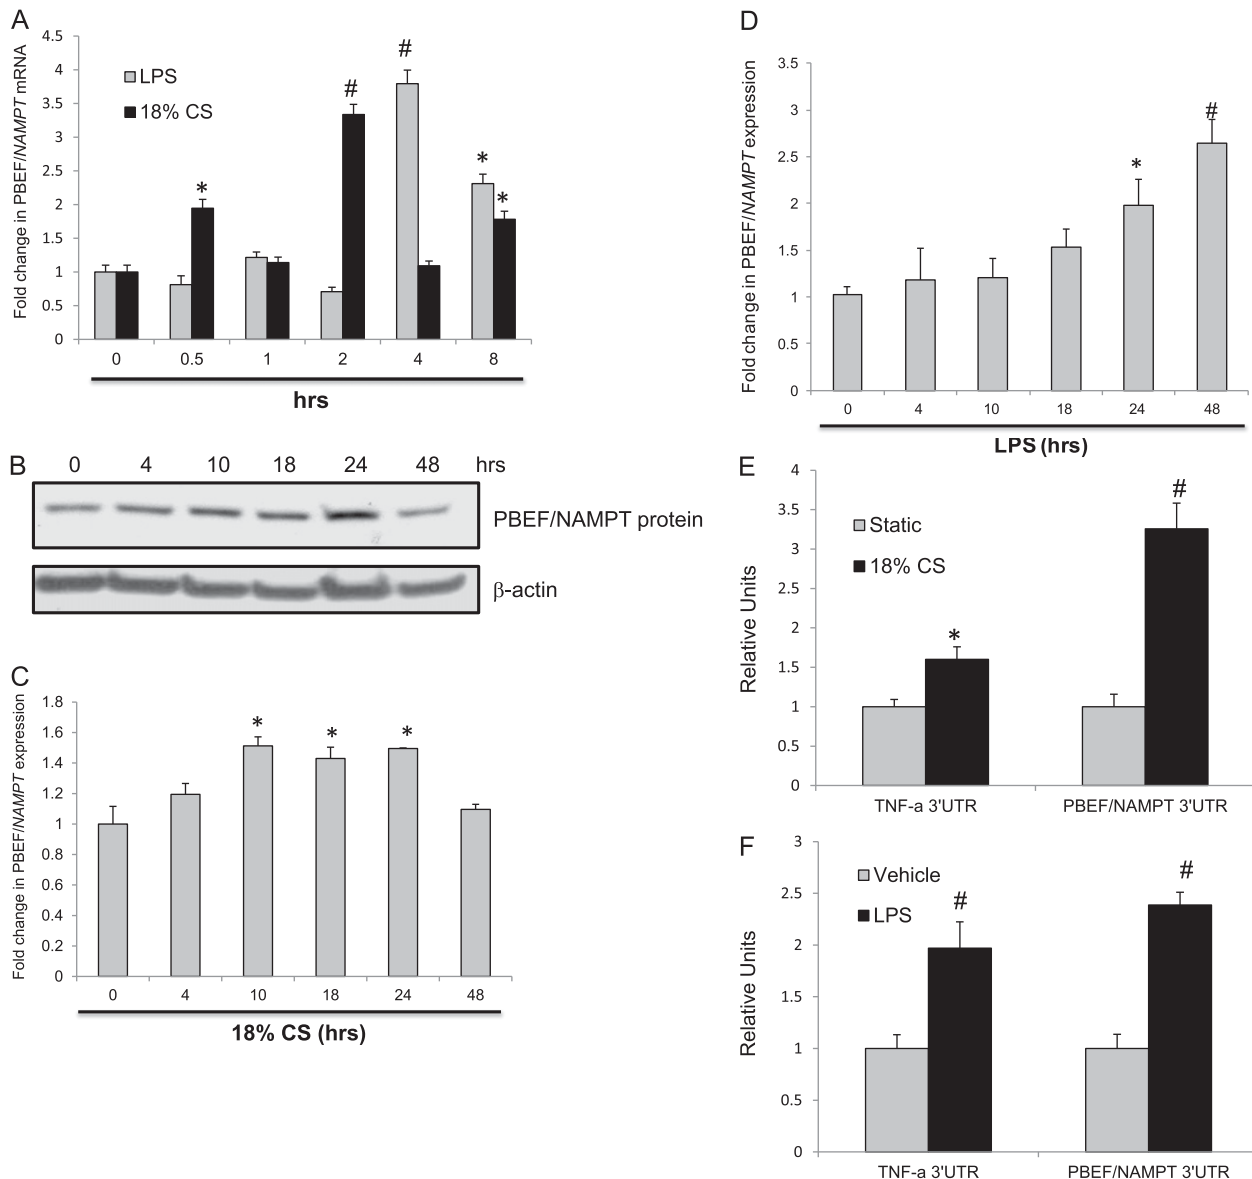 A
Fold change in PBEF/NAMPT mRNA
4.5
4
3.5
3
2.5
2
1.5
1
0.5
0
LPS
18% CS
*
#
#
*
*
0 0.5 1 2 4 8
hrs
B
0 4 10 18 24 48 hrs
PBEF/NAMPT protein
β-actin
C
Fold change in PBEF/NAMPT expression
1.8
1.6
1.4
1.2
1
0.8
0.6
0.4
0.2
0
* * *
0 4 10 18 24 48
18% CS (hrs)
D
Fold change in PBEF/NAMPT expression
3.5
3
2.5
2
1.5
1
0.5
0
* #
0 4 10 18 24 48
LPS (hrs)
E
Relative Units
4
3.5
3
2.5
2
1.5
1
0.5
0
Static
18% CS
* #
TNF-a 3'UTR PBEF/NAMPT 3'UTR
F
Relative Units
3
2.5
2
1.5
1
0.5
0
Vehicle
LPS
# #
TNF-a 3'UTR PBEF/NAMPT 3'UTR